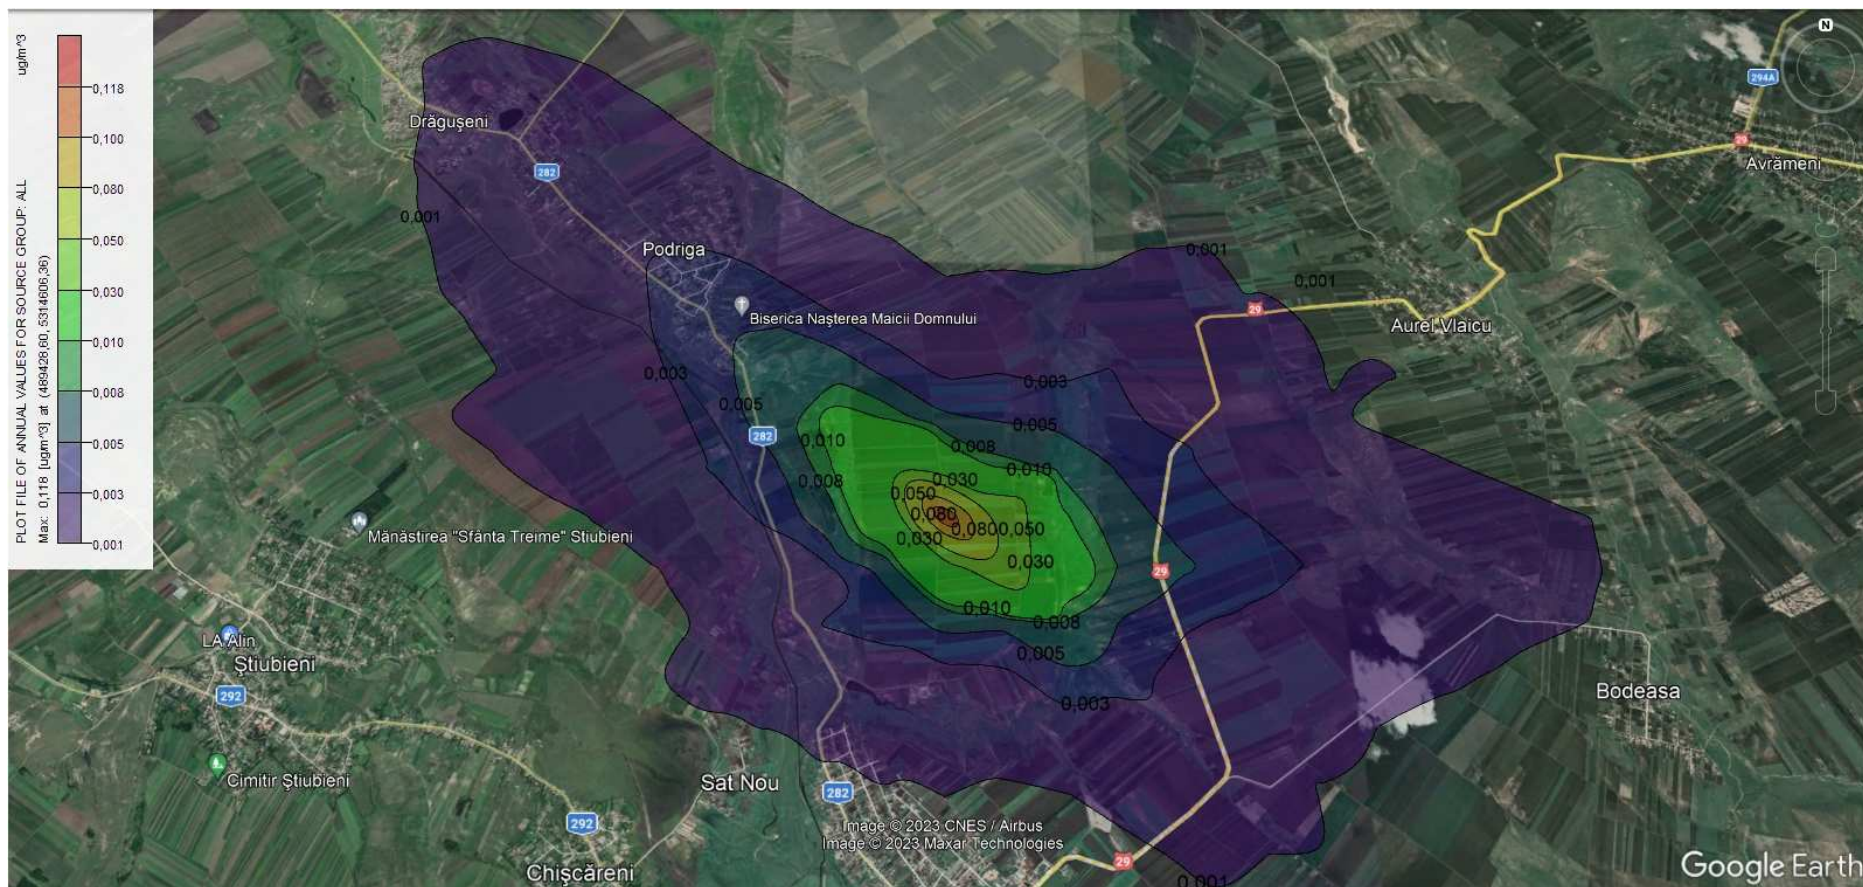 PLOT FILE OF ANNUAL VALUES FOR SOURCE GROUP: ALL
ug/m^3
Max: 0,118 [ug/m^3] at (489428,60, 5314606,36)
0,118
0,100
0,080
0,050
0,030
0,010
0,008
0,005
0,003
0,001
N
294A
29
Avrămeni
Drăgușeni
282
0,001
Podriga
0,001
0,001
29
Biserica Nașterea Maicii Domnului
Aurel Vlaicu
0,003
0,003
0,005
0,005
282
0,010
0,008
0,010
0,008
0,030
0,050
0,080
0,080
0,050
0,030
Mănăstirea "Sfânta Treime" Stiubieni
0,030
29
0,010
0,008
LA Alin
0,005
Știubieni
292
Bodeasa
0,003
Cimitir Știubieni
Sat Nou
282
292
Image © 2023 CNES / Airbus
Image © 2023 Maxar Technologies
29
Chișcăreni
0,001
Google Earth